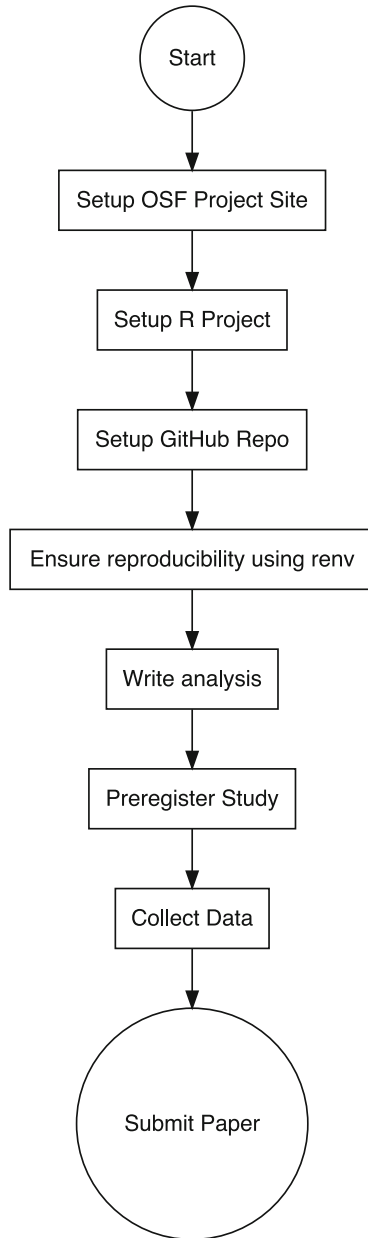 Start
Setup OSF Project Site
Setup R Project
Setup GitHub Repo
Ensure reproducibility using renv
Write analysis
Preregister Study
Collect Data
Submit Paper